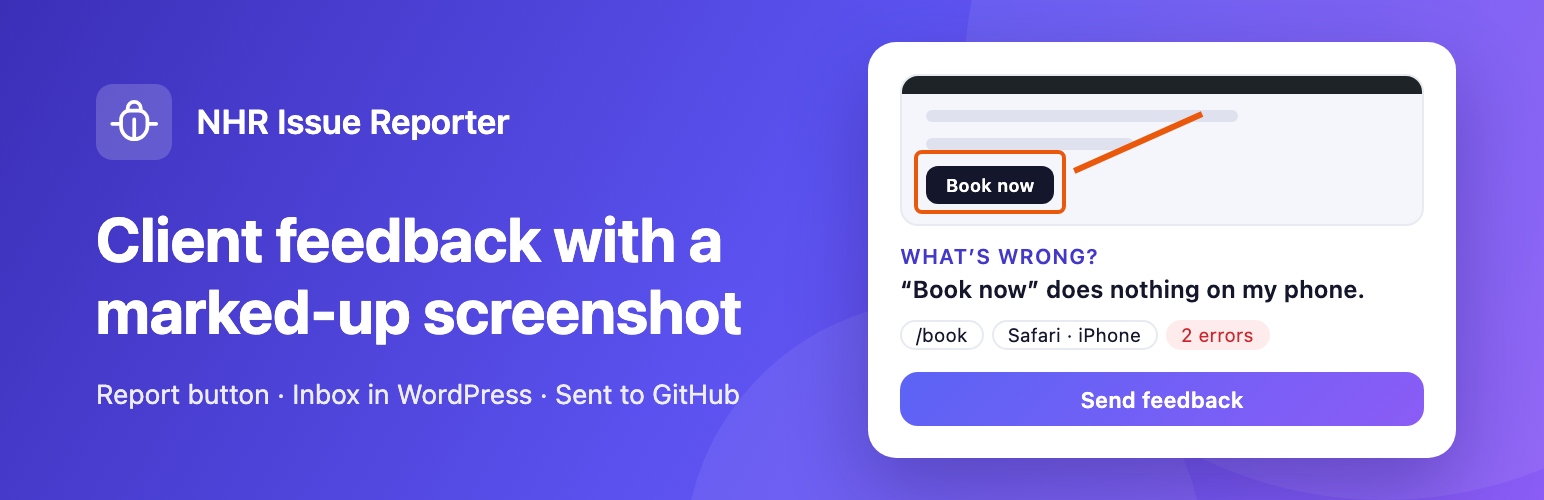 NHR Issue Reporter
Client feedback with a
marked-up screenshot
Report button · Inbox in WordPress · Sent to GitHub
Book now
WHAT’S WRONG?
“Book now” does nothing on my phone.
/book
Safari · iPhone
2 errors
Send feedback